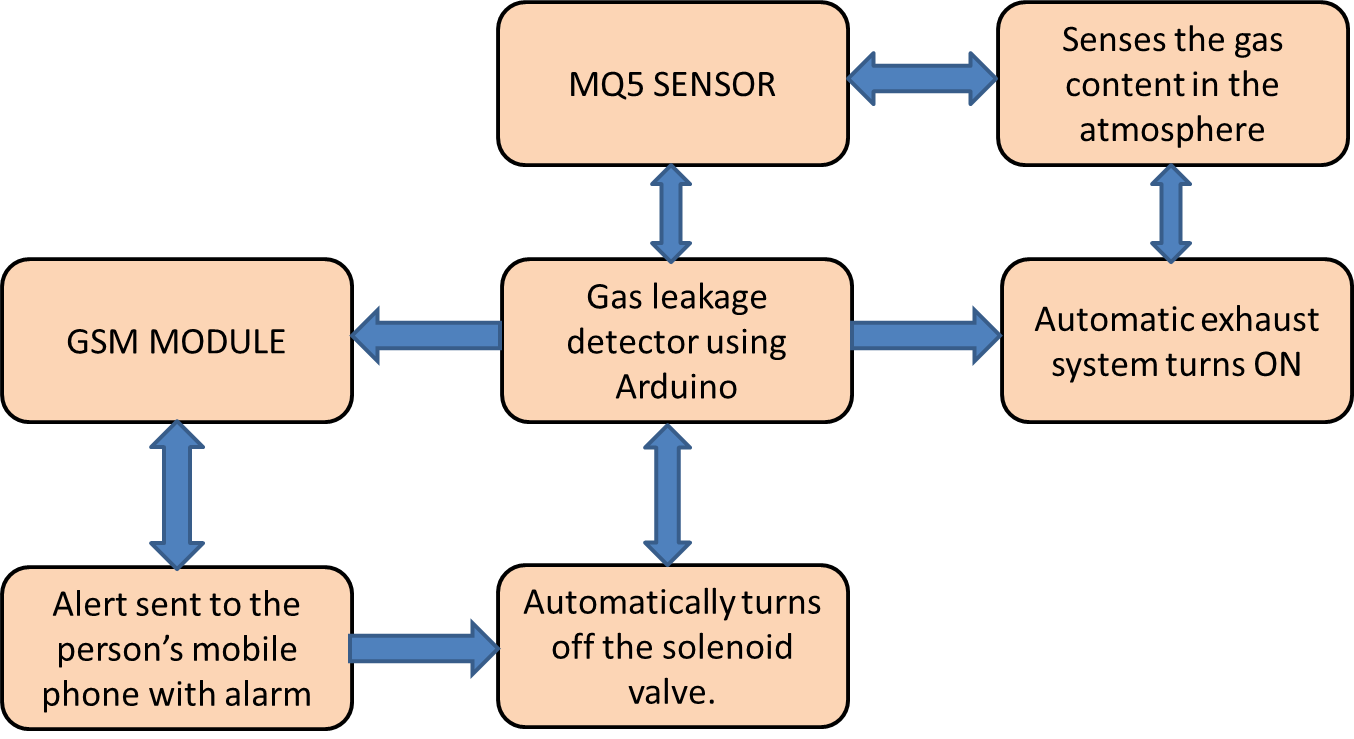 MQ5 SENSOR
Senses the gas
content in the
atmosphere
GSM MODULE
Gas leakage
detector using
Arduino
Automatic exhaust
system turns ON
Alert sent to the
person’s mobile
phone with alarm
Automatically turns
off the solenoid
valve.